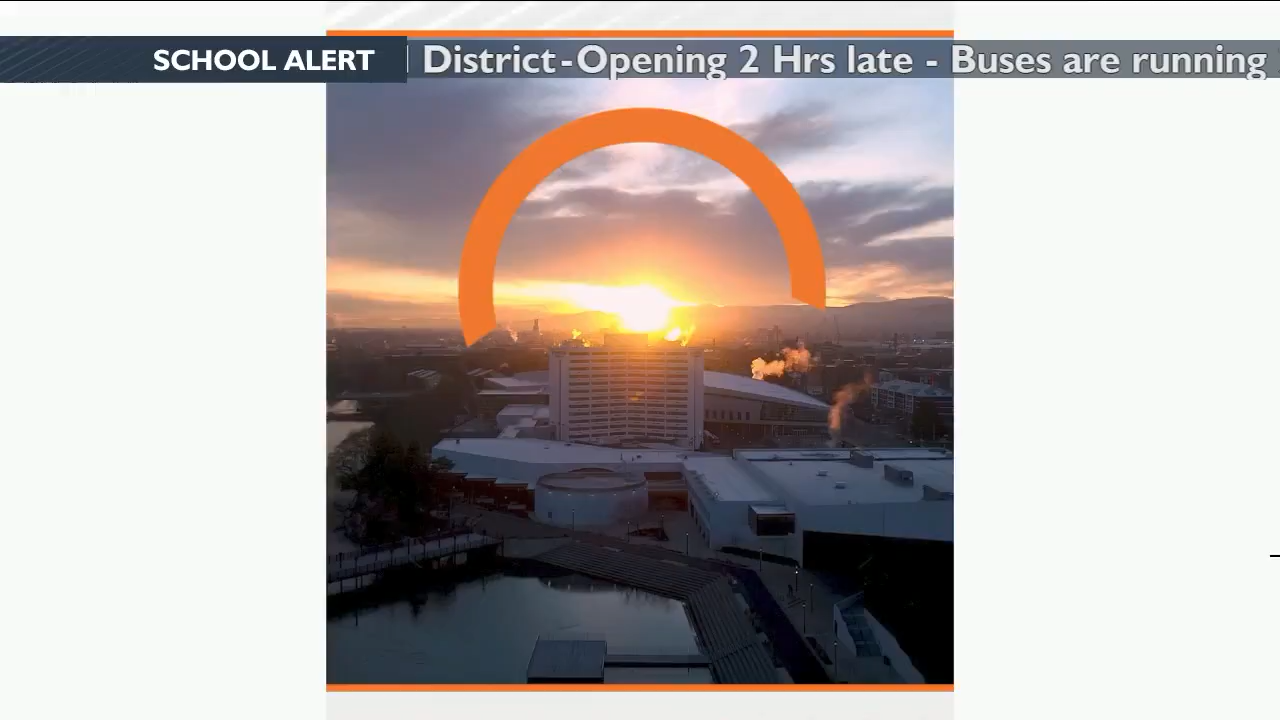 SCHOOL ALERT
District-Opening 2 Hrs late - Buses are running